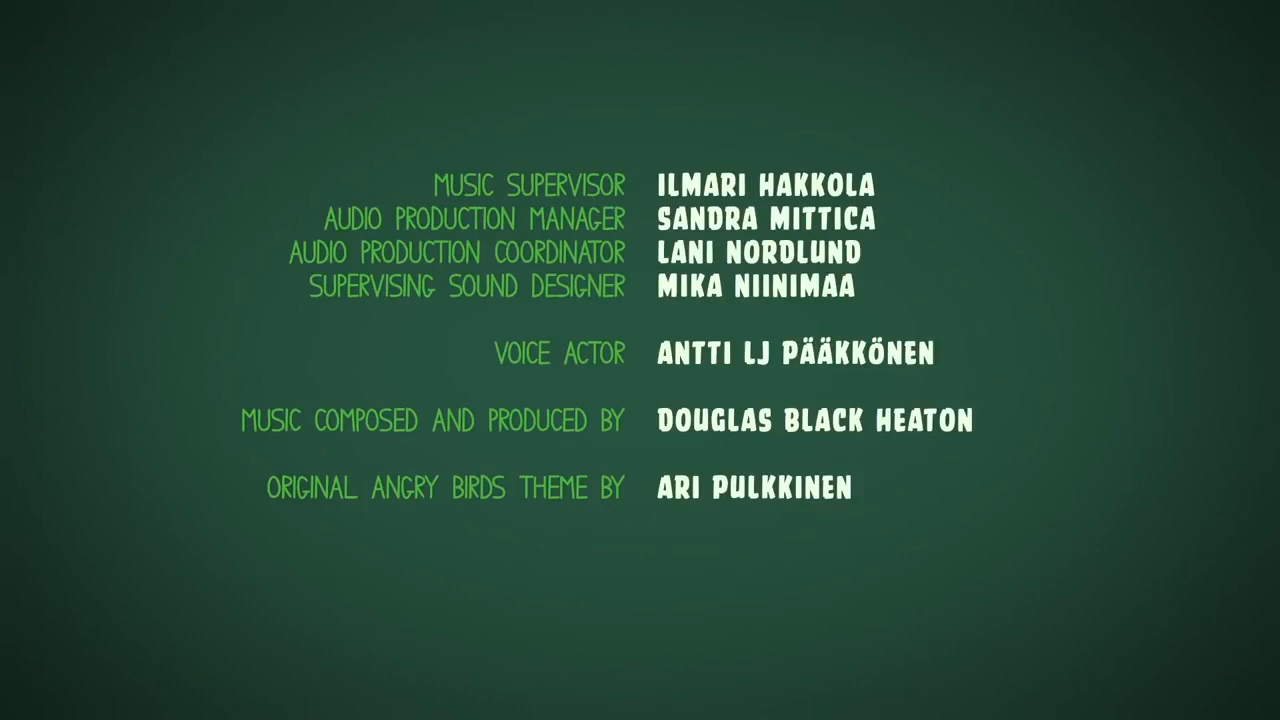 MUSIC SUPERVISOR ILMARI HAKKOLA
AUDIO PRODUCTION MANAGER SANDRA MITTICA
AUDIO PRODUCTION COORDINATOR LANI NORDLUND
SUPERVISING SOUND DESIGNER MIKA NIINIMAA
VOICE ACTOR ANTTI LJ PÄÄKKÖNEN
MUSIC COMPOSED AND PRODUCED BY DOUGLAS BLACK HEATON
ORIGINAL ANGRY BIRDS THEME BY ARI PULKKINEN